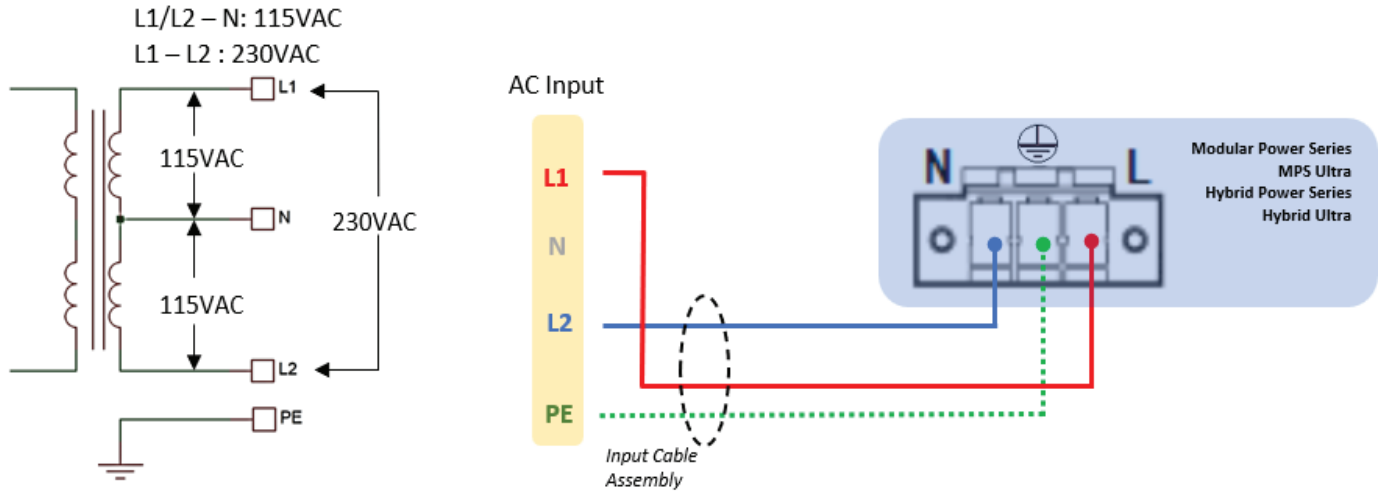 L1/L2 – N: 115VAC
L1 – L2 : 230VAC
L1
115VAC
N
230VAC
115VAC
L2
PE
AC Input
L1
N
L2
PE
Input Cable
Assembly
N
L
Modular Power Series
MPS Ultra
Hybrid Power Series
Hybrid Ultra